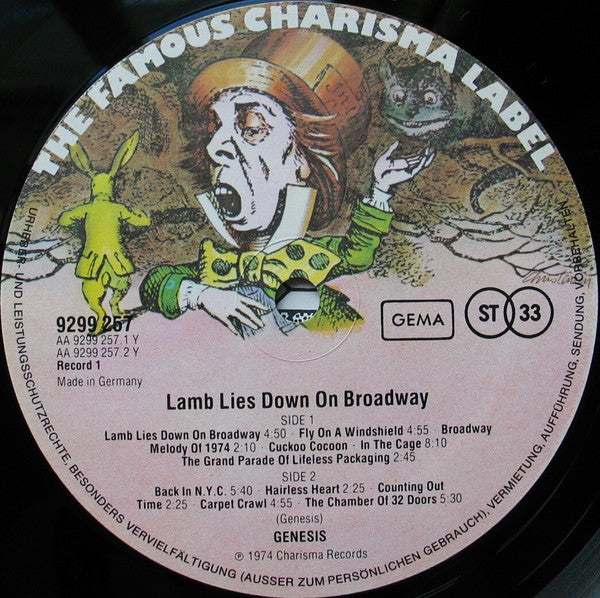 THE FAMOUS CHARISMA LABEL
9299 257
AA 9299 257.1 Y
AA 9299 257.2 Y
Record 1
Made in Germany
GEMA
ST 33
Lamb Lies Down On Broadway
SIDE 1
Lamb Lies Down On Broadway 4:50 · Fly On A Windshield 4:55 · Broadway
Melody Of 1974 2:10 · Cuckoo Cocoon · In The Cage 8:10
The Grand Parade Of Lifeless Packaging 2:45
SIDE 2
Back In N.Y.C. 5:40 · Hairless Heart 2:25 · Counting Out
Time 2:25 · Carpet Crawl 4:55 · The Chamber Of 32 Doors 5:30
(Genesis)
GENESIS
℗ 1974 Charisma Records
URHEBER- UND LEISTUNGSSCHUTZRECHTE, BESONDERS VERVIELFÄLTIGUNG (AUSSER ZUM PERSÖNLICHEN GEBRAUCH), VERMIETUNG, AUFFÜHRUNG, SENDUNG, VORBEHALTEN